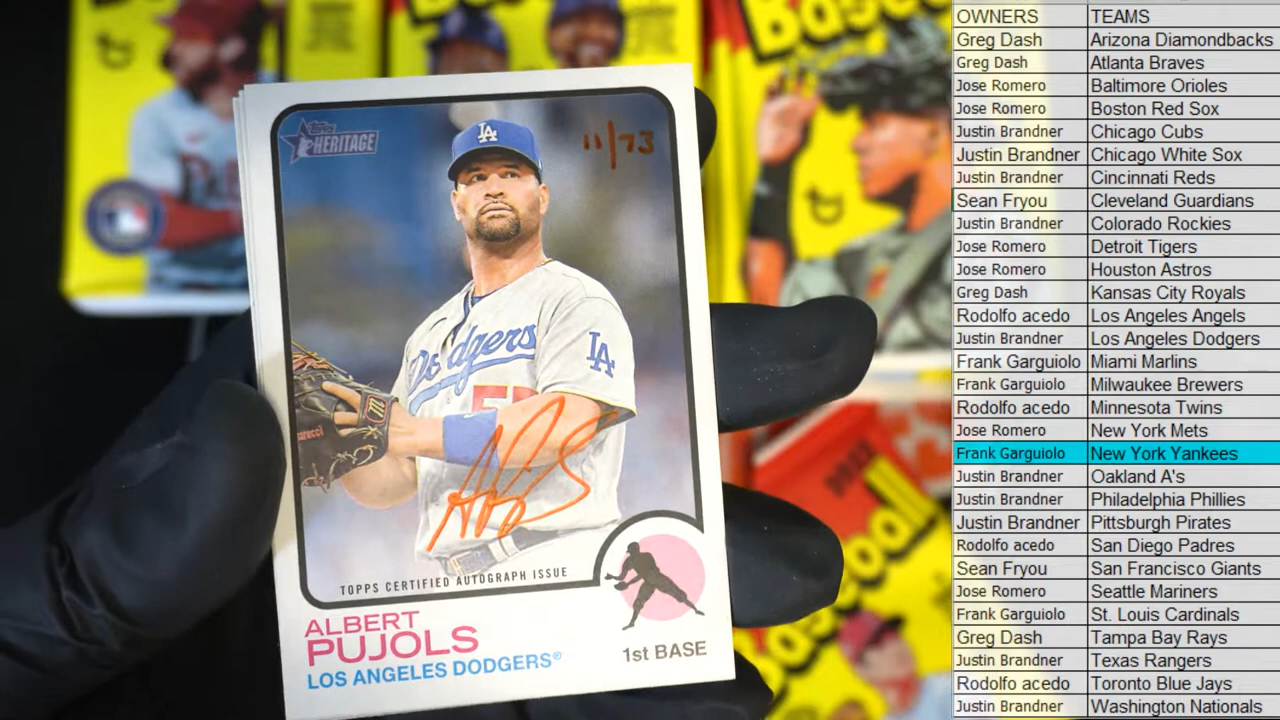 Baseball
11/73
Topps
HERITAGE
LA
Dodgers
LA
TOPPS CERTIFIED AUTOGRAPH ISSUE
ALBERT
PUJOLS
LOS ANGELES DODGERS®
1st BASE
OWNERS TEAMS
Greg Dash Arizona Diamondbacks
Greg Dash Atlanta Braves
Jose Romero Baltimore Orioles
Jose Romero Boston Red Sox
Justin Brandner Chicago Cubs
Justin Brandner Chicago White Sox
Justin Brandner Cincinnati Reds
Sean Fryou Cleveland Guardians
Justin Brandner Colorado Rockies
Jose Romero Detroit Tigers
Jose Romero Houston Astros
Greg Dash Kansas City Royals
Rodolfo acedo Los Angeles Angels
Justin Brandner Los Angeles Dodgers
Frank Garguiolo Miami Marlins
Frank Garguiolo Milwaukee Brewers
Rodolfo acedo Minnesota Twins
Jose Romero New York Mets
Frank Garguiolo New York Yankees
Justin Brandner Oakland A's
Justin Brandner Philadelphia Phillies
Justin Brandner Pittsburgh Pirates
Rodolfo acedo San Diego Padres
Sean Fryou San Francisco Giants
Jose Romero Seattle Mariners
Frank Garguiolo St. Louis Cardinals
Greg Dash Tampa Bay Rays
Justin Brandner Texas Rangers
Rodolfo acedo Toronto Blue Jays
Justin Brandner Washington Nationals